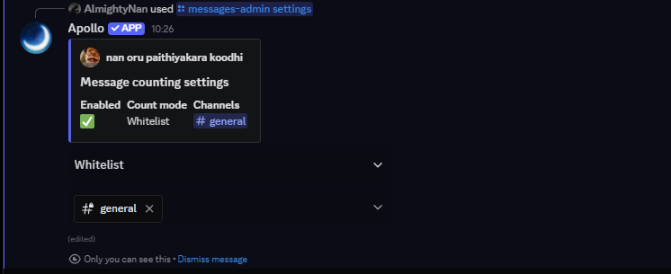 AlmightyNan used messages-admin settings
Apollo ✓ APP 10:26
nan oru paithiyakara koodhi
Message counting settings
Enabled Count mode Channels
✅ Whitelist # general
Whitelist
# general ×
(edited)
Only you can see this • Dismiss message